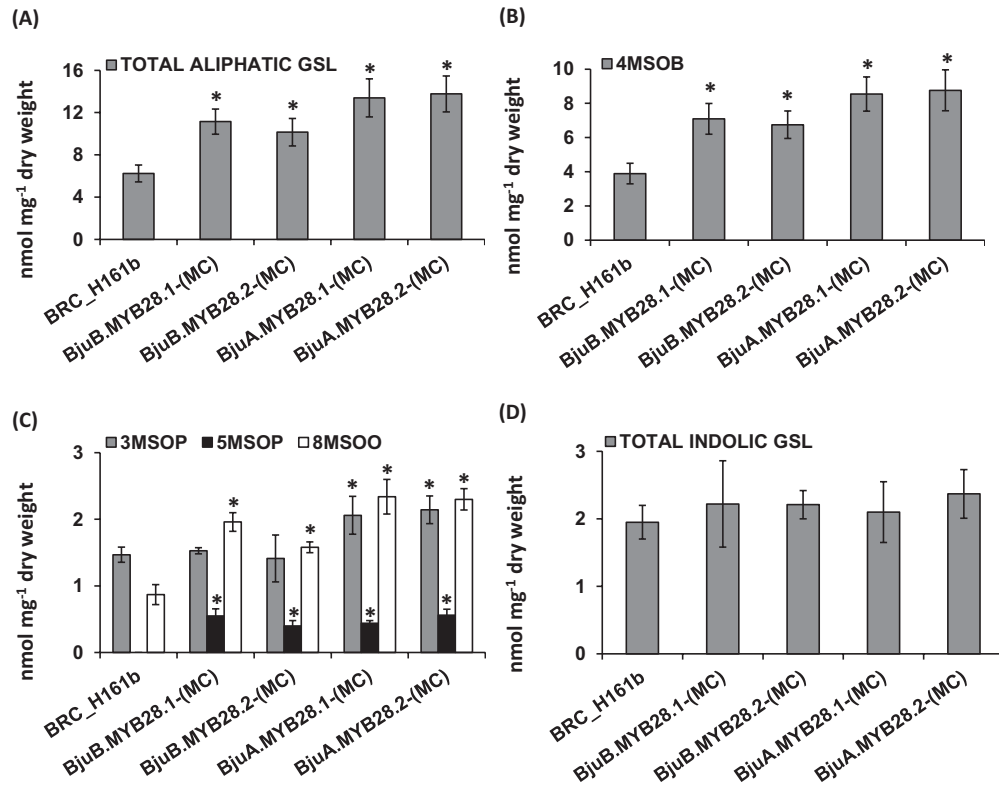 (A)
TOTAL ALIPHATIC GSL
nmol mg-1 dry weight
16
12
8
4
0
* * * *
BRC_H161b
BjuB.MYB28.1-(MC)
BjuB.MYB28.2-(MC)
BjuA.MYB28.1-(MC)
BjuA.MYB28.2-(MC)
(B)
4MSOB
nmol mg-1 dry weight
10
8
6
4
2
0
* * * *
BRC_H161b
BjuB.MYB28.1-(MC)
BjuB.MYB28.2-(MC)
BjuA.MYB28.1-(MC)
BjuA.MYB28.2-(MC)
(C)
3MSOP 5MSOP 8MSOO
nmol mg-1 dry weight
3
2
1
0
* * * * * * * * * *
BRC_H161b
BjuB.MYB28.1-(MC)
BjuB.MYB28.2-(MC)
BjuA.MYB28.1-(MC)
BjuA.MYB28.2-(MC)
(D)
TOTAL INDOLIC GSL
nmol mg-1 dry weight
3
2
1
0
BRC_H161b
BjuB.MYB28.1-(MC)
BjuB.MYB28.2-(MC)
BjuA.MYB28.1-(MC)
BjuA.MYB28.2-(MC)